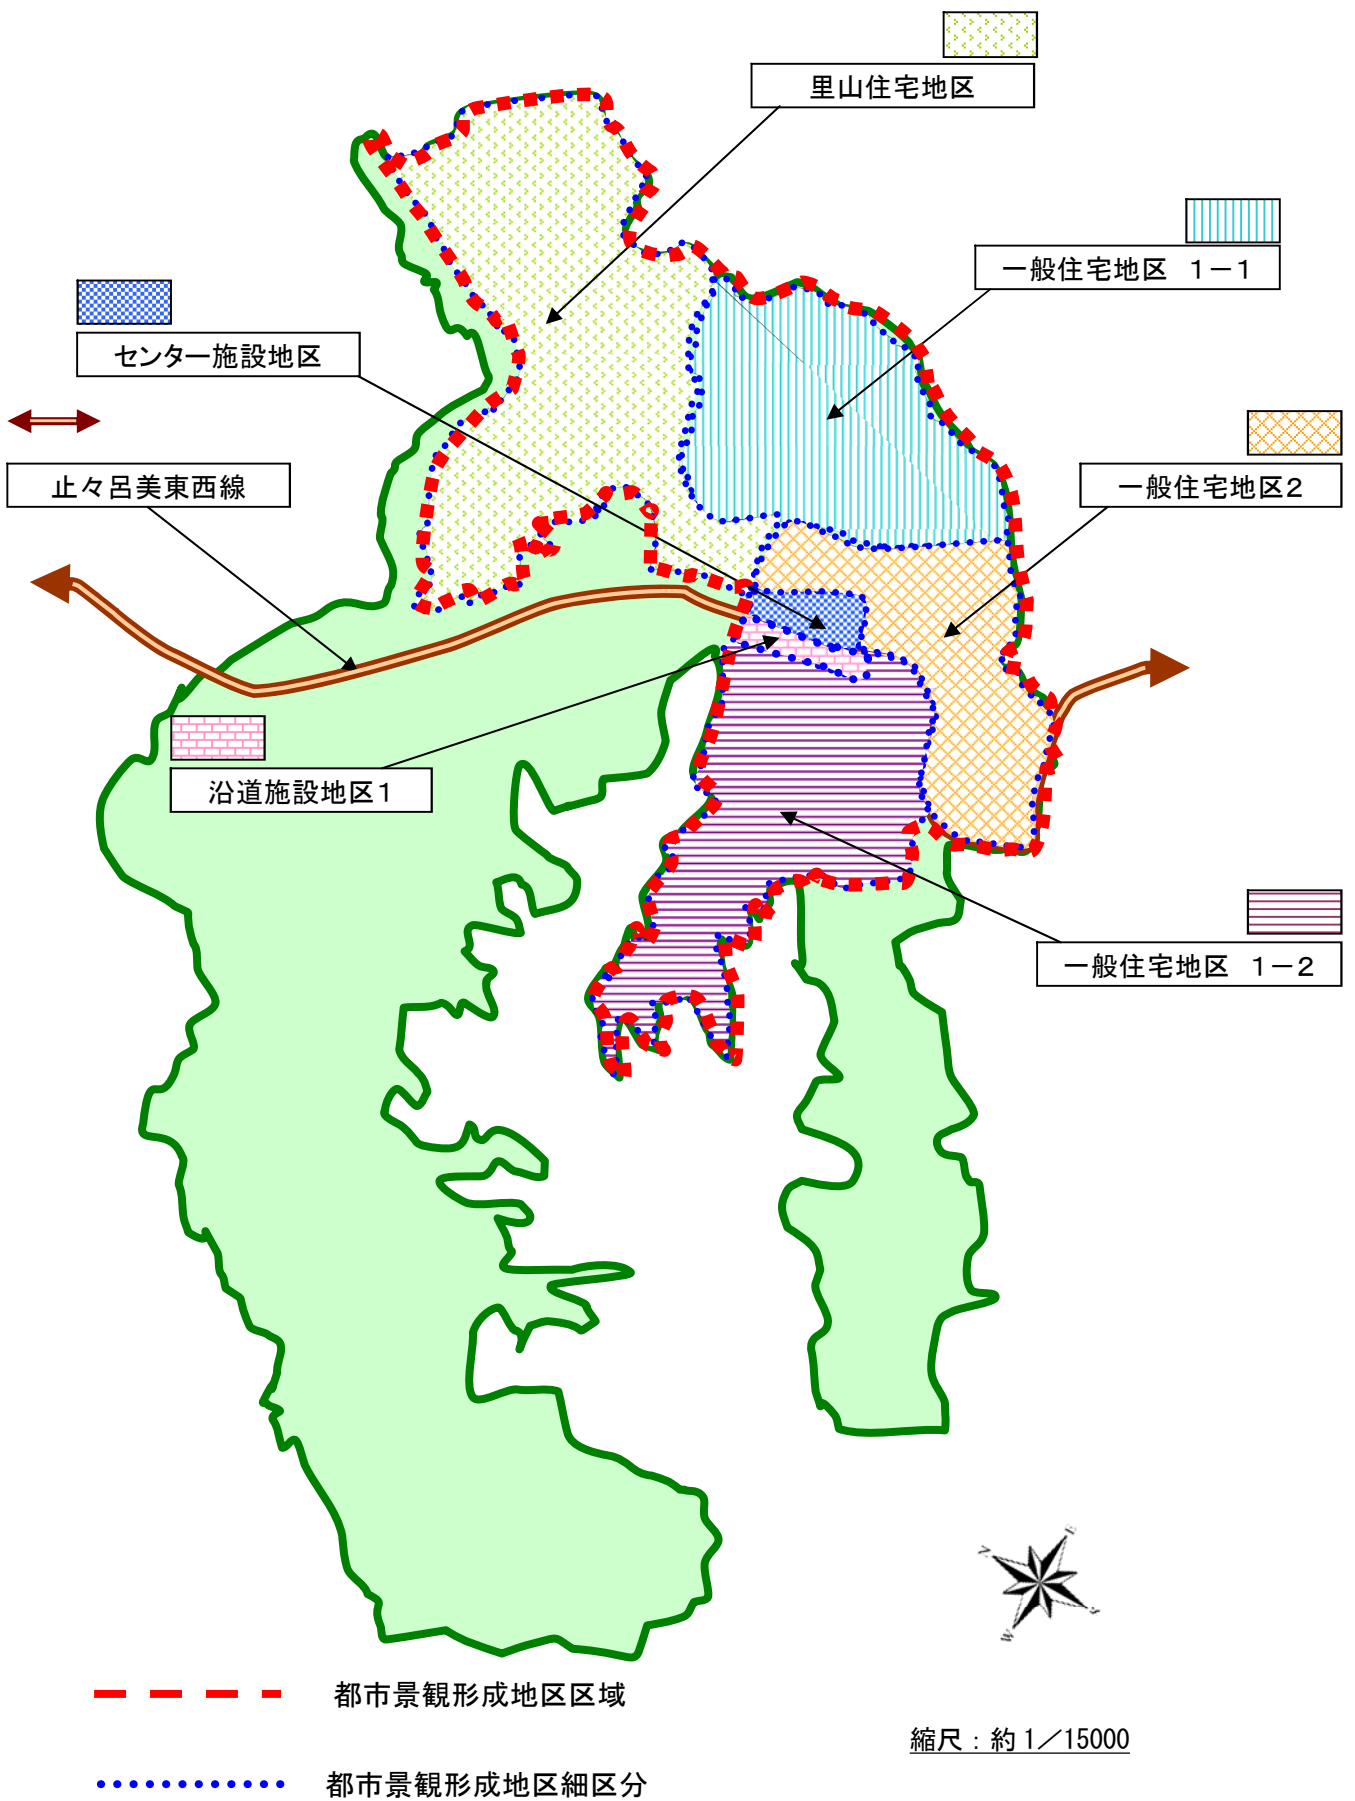 里山住宅地区
一般住宅地区 1－1
センター施設地区
止々呂美東西線
一般住宅地区2
沿道施設地区1
一般住宅地区 1－2
N
E
S
W
都市景観形成地区区域
縮尺：約1／15000
都市景観形成地区細区分